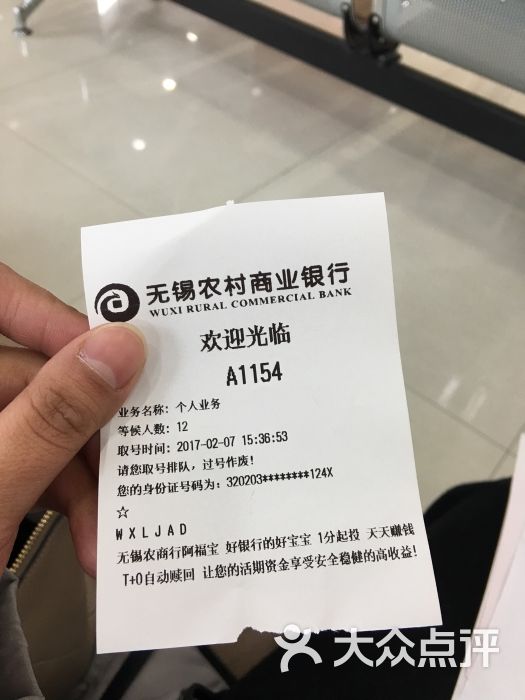 无锡农村商业银行
WUXI RURAL COMMERCIAL BANK
欢迎光临
A1154
业务名称: 个人业务
等候人数: 12
取号时间: 2017-02-07 15:36:53
请您取号排队, 过号作废!
您的身份证号码为: 320203********124X
☆
WXLJAD
无锡农商行阿福宝 好银行的好宝宝 1分起投 天天赚钱
T+0自动赎回 让您的活期资金享受安全稳健的高收益!
大众点评